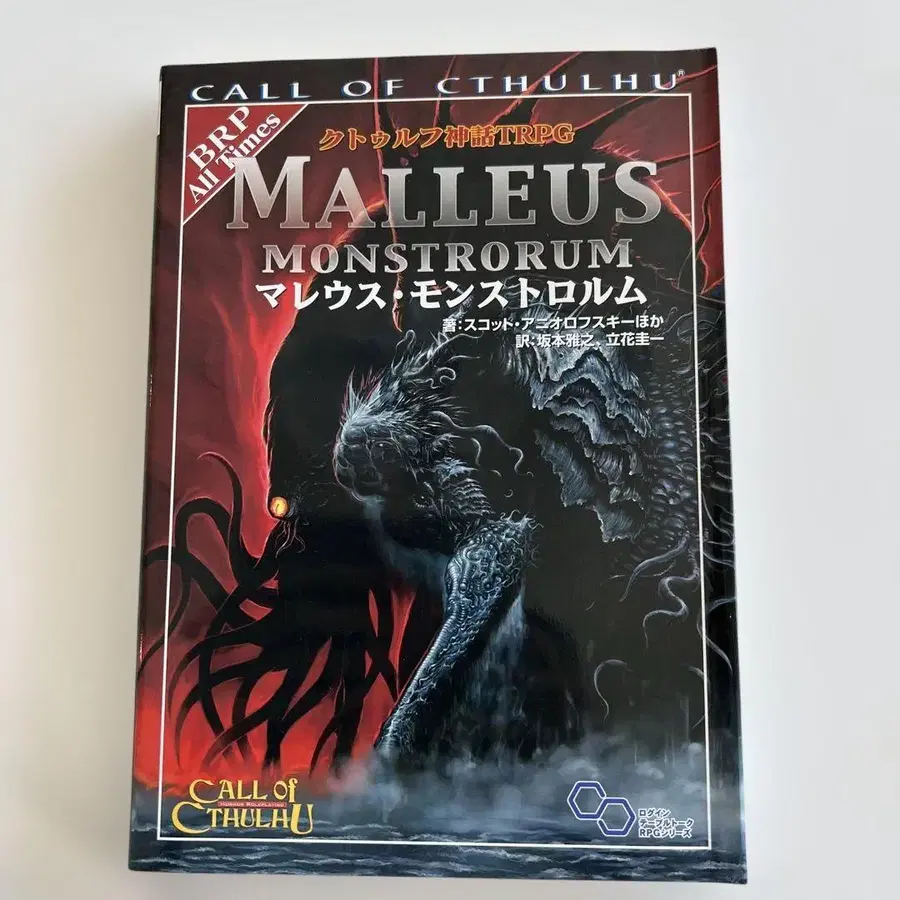 CALL OF CTHULHU®
BRP
All Times
クトゥルフ神話TRPG
MALLEUS
MONSTRORUM
マレウス・モンストロルム
著：スコット・アニオロフスキーほか
訳：坂本雅之、立花圭一
CALL of
HORROR ROLEPLAYING
CTHULHU
ログイン
テーブルトーク
RPGシリーズ